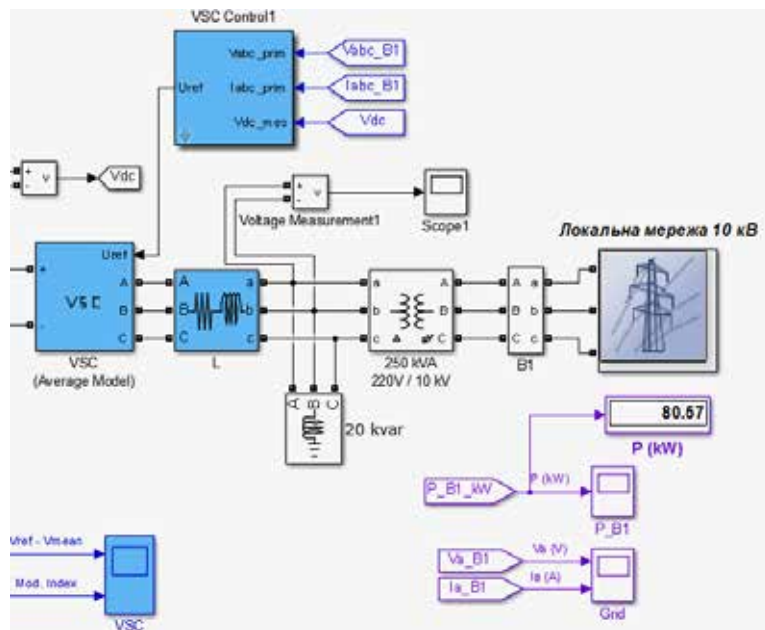 VSC Control1
Vabc_prim
Vabc_B1
Uref
Iabc_prim
Iabc_B1
Vdc_mes
Vdc
+
-
v
Vdc
+
-
v
Voltage Measurement1
Scope1
Локальна мережа 10 кВ
Uref
+
-
VSC
A
B
C
VSC
(Average Model)
A
B
C
a
b
c
L
a
b
c
A
B
C
250 kVA
220V / 10 kV
A
B
C
a
b
c
B1
A
B
C
20 kvar
80.57
P (kW)
P_B1_kW
P (kW)
P_B1
Va_B1
Va (V)
Ia_B1
Ia (A)
Grid
Vref - Vmean
Mod. Index
VSC